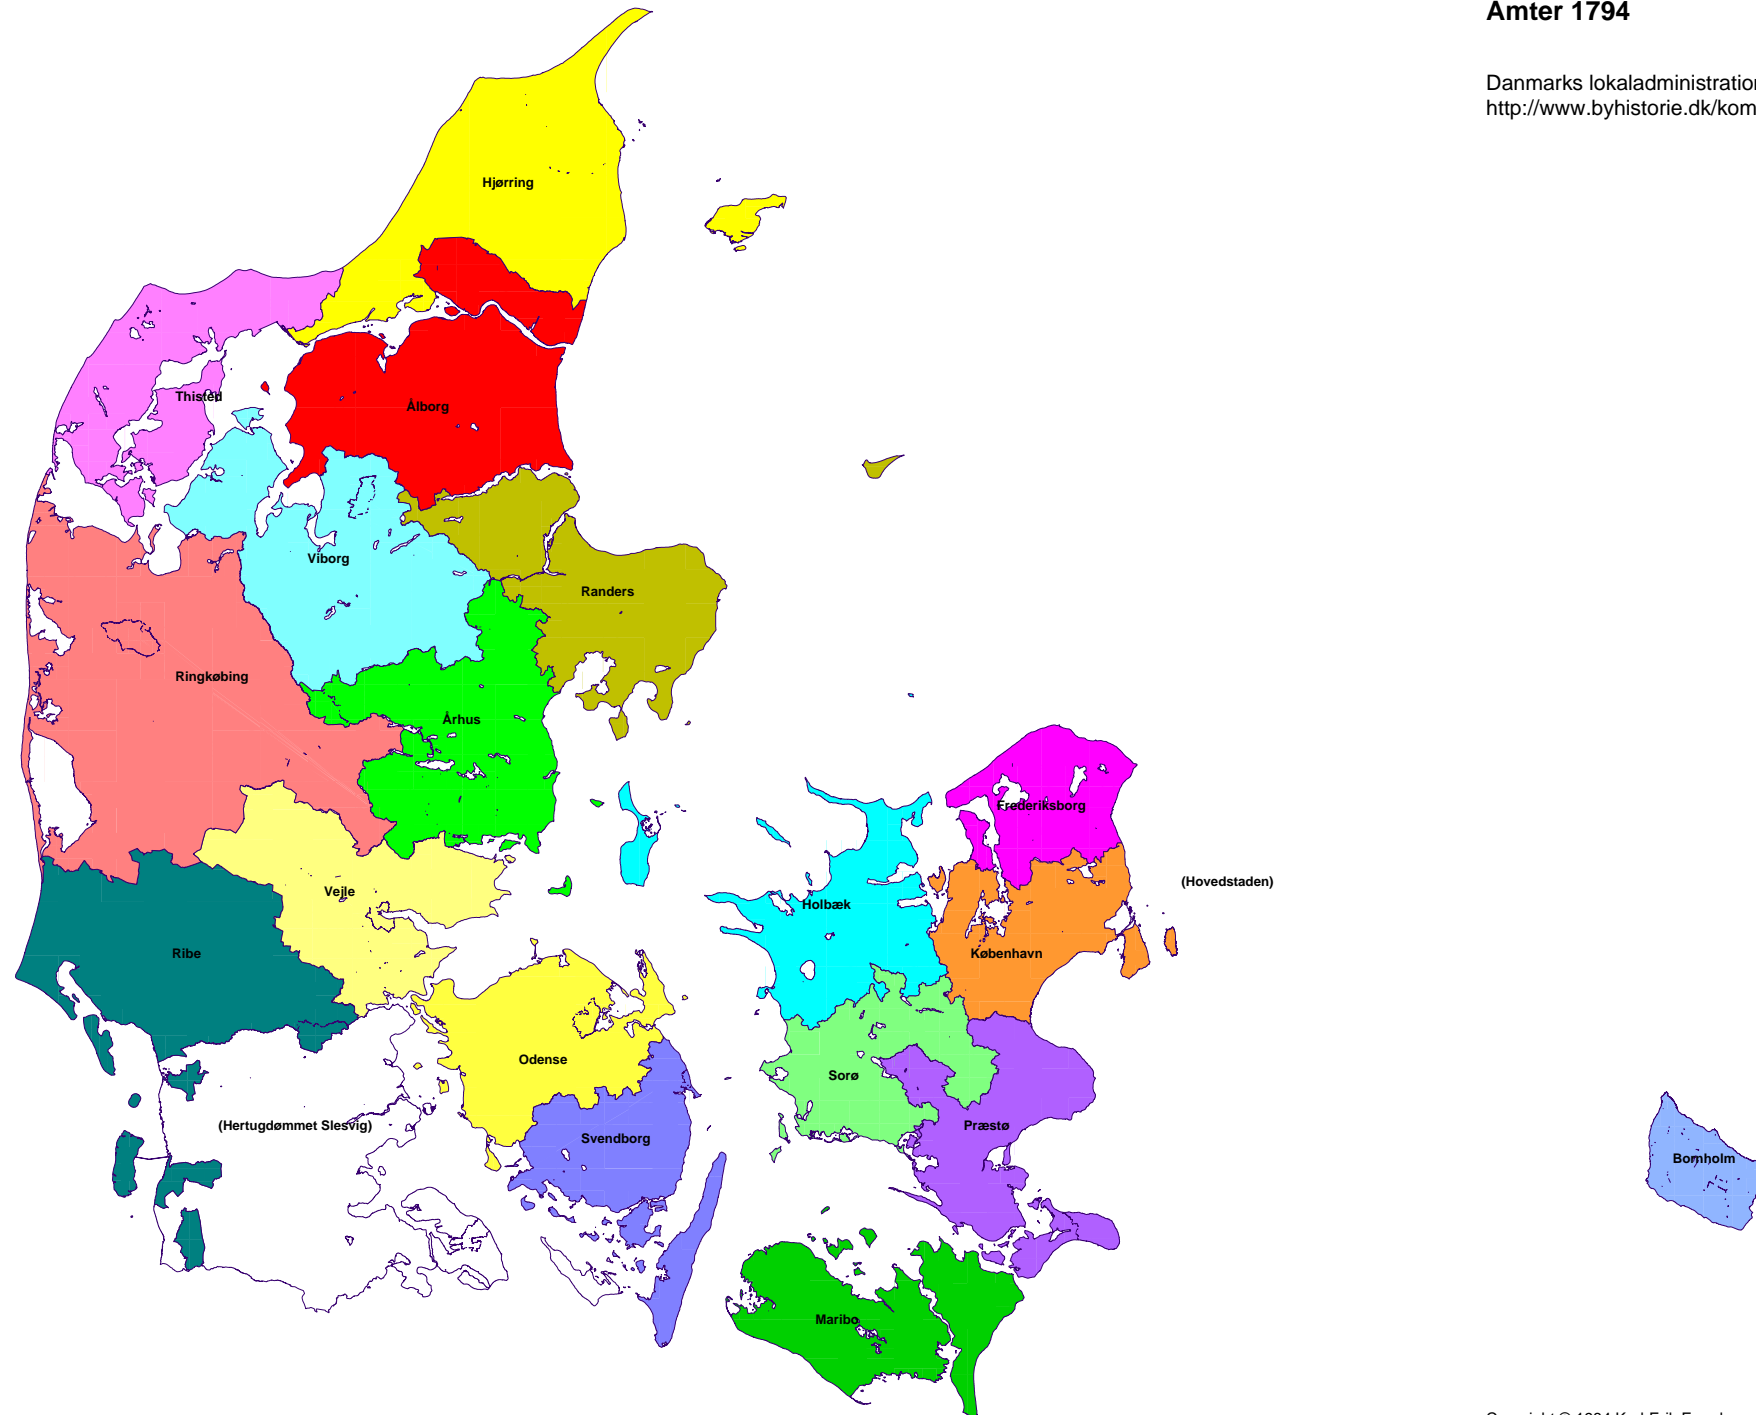 Amter 1794
Danmarks lokaladministration
http://www.byhistorie.dk/kom
Hjørring
Thisted
Ålborg
Viborg
Randers
Ringkøbing
Århus
Frederiksborg
Vejle
(Hovedstaden)
Holbæk
Ribe
København
Odense
Sorø
(Hertugdømmet Slesvig)
Svendborg
Præstø
Bornholm
Maribo